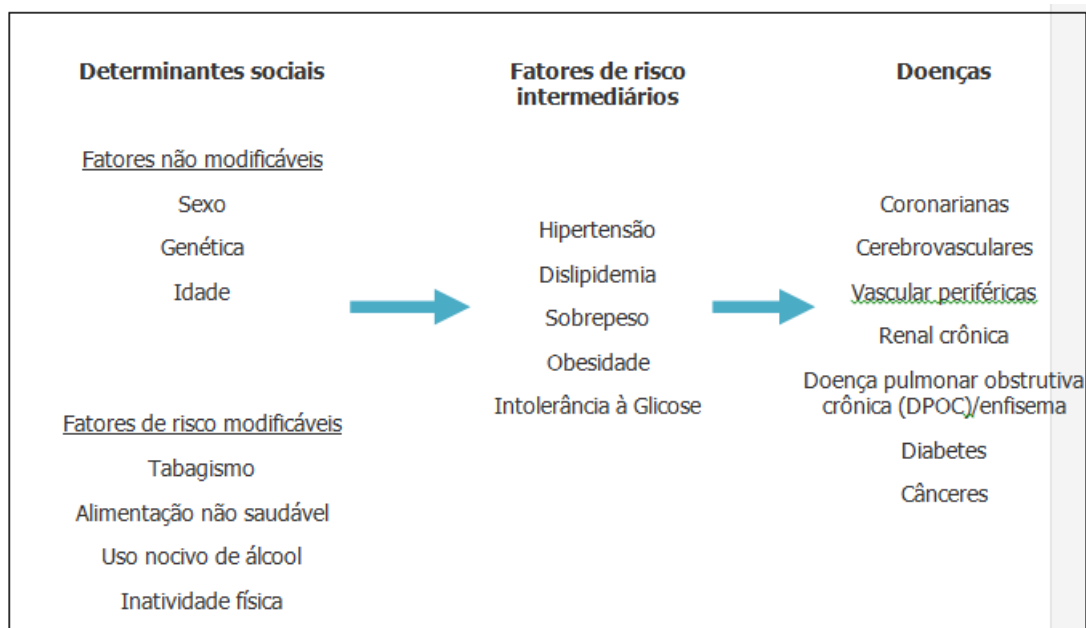 Determinantes sociais
Fatores não modificáveis
Sexo
Genética
Idade
Fatores de risco modificáveis
Tabagismo
Alimentação não saudável
Uso nocivo de álcool
Inatividade física
Fatores de risco
intermediários
Hipertensão
Dislipidemia
Sobrepeso
Obesidade
Intolerância à Glicose
Doenças
Coronarianas
Cerebrovasculares
Vascular periféricas
Renal crônica
Doença pulmonar obstrutiva
crônica (DPOC)/enfisema
Diabetes
Cânceres